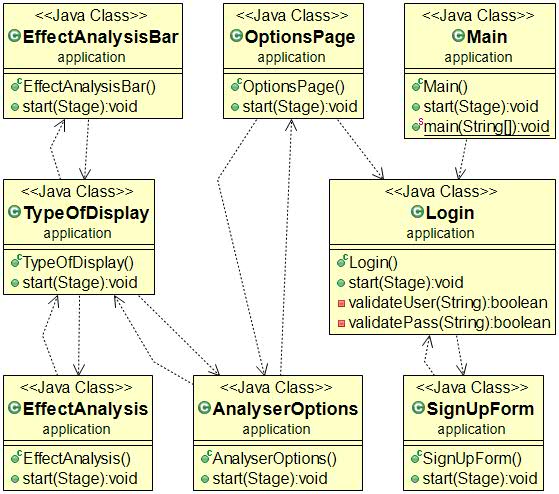 <<Java Class>>
EffectAnalysisBar
application
EffectAnalysisBar()
start(Stage):void
<<Java Class>>
OptionsPage
application
OptionsPage()
start(Stage):void
<<Java Class>>
Main
application
Main()
start(Stage):void
main(String[]):void
<<Java Class>>
TypeOfDisplay
application
TypeOfDisplay()
start(Stage):void
<<Java Class>>
Login
application
Login()
start(Stage):void
validateUser(String):boolean
validatePass(String):boolean
<<Java Class>>
EffectAnalysis
application
EffectAnalysis()
start(Stage):void
<<Java Class>>
AnalyserOptions
application
AnalyserOptions()
start(Stage):void
<<Java Class>>
SignUpForm
application
SignUpForm()
start(Stage):void